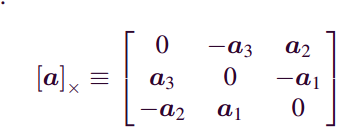 .
[a]× ≡ [ 0 −a₃ a₂
a₃ 0 −a₁
−a₂ a₁ 0 ]